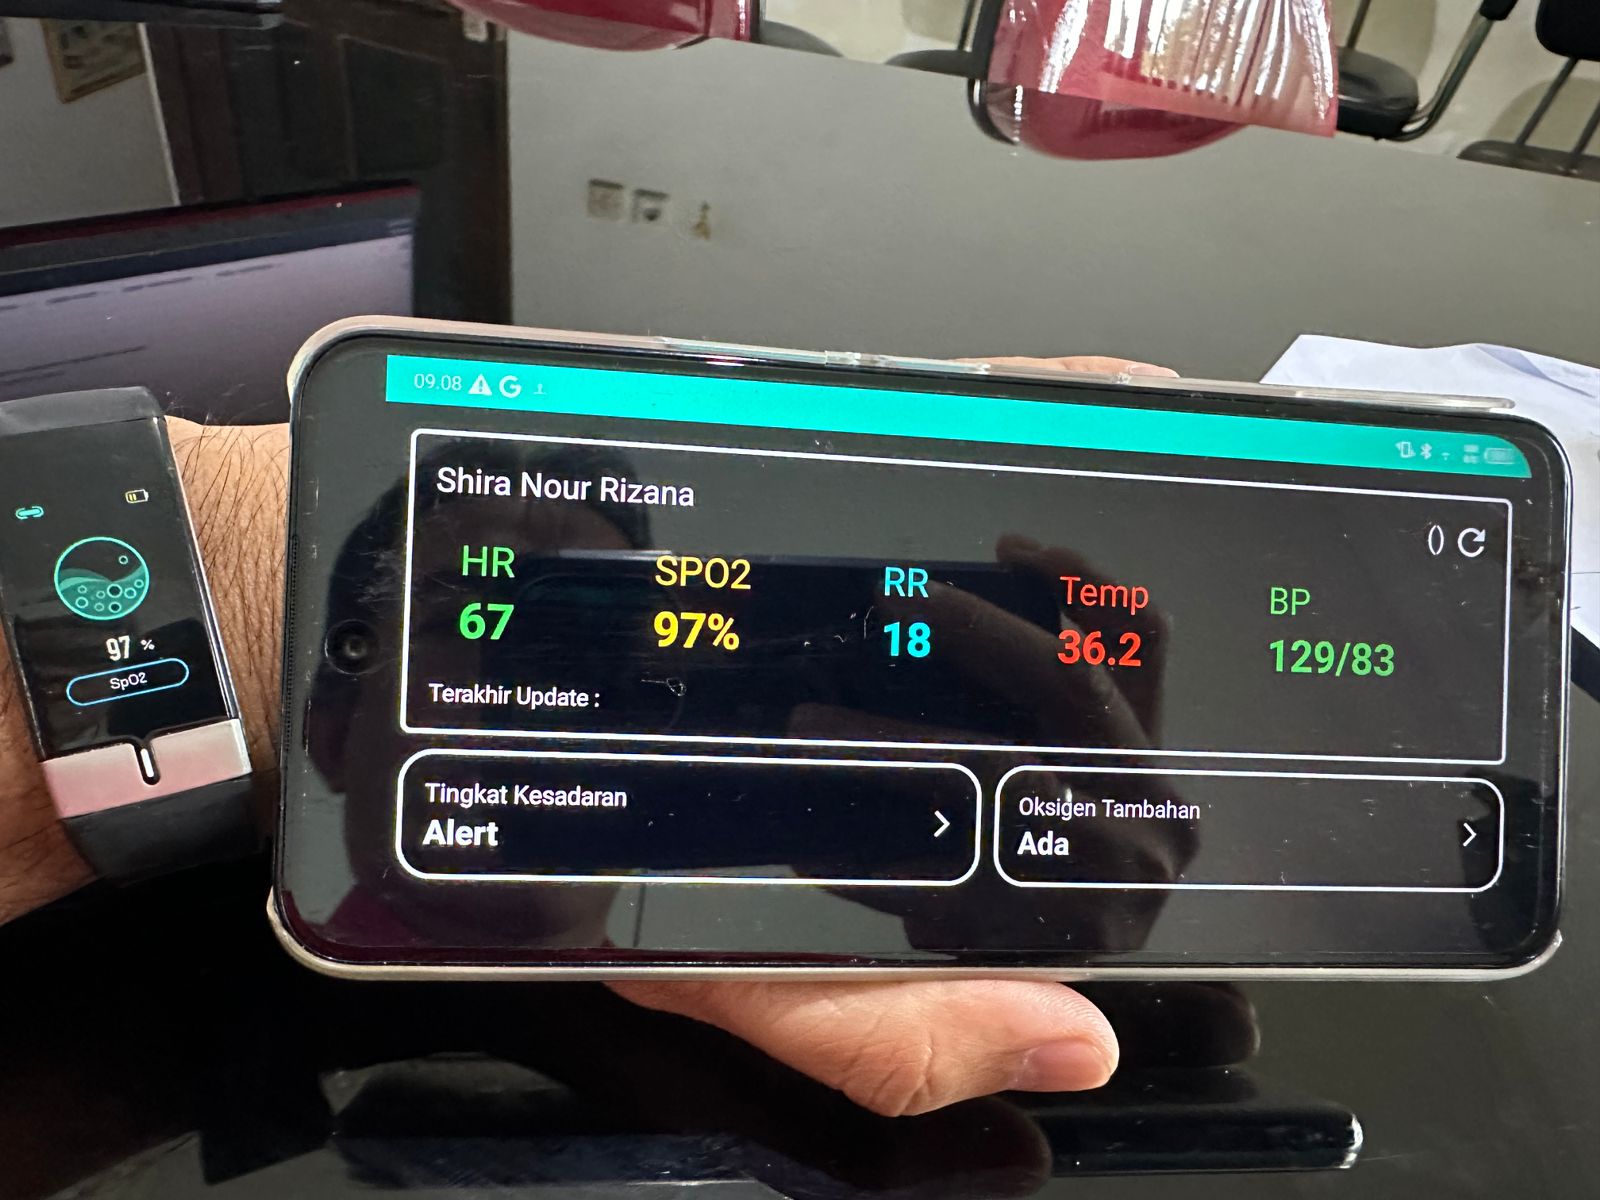 09.08
Shira Nour Rizana
()
HR
67
SPO2
97%
RR
18
Temp
36.2
BP
129/83
Terakhir Update :
Tingkat Kesadaran
Alert
Oksigen Tambahan
Ada
97 %
SpO2